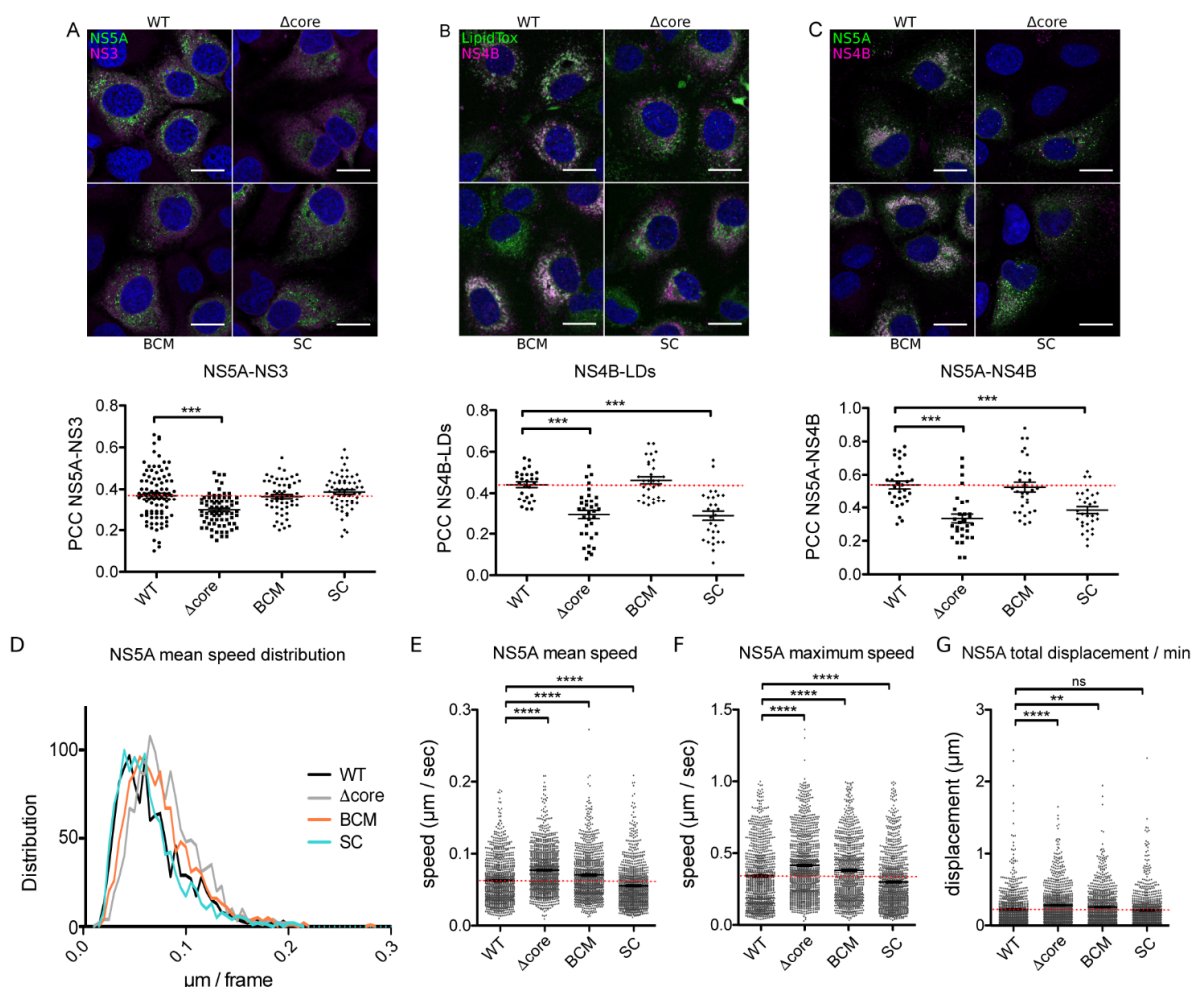 A
WT
Δcore
NS5A
NS3
BCM
SC
B
WT
Δcore
LipidTox
NS4B
BCM
SC
C
WT
Δcore
NS5A
NS4B
BCM
SC
NS5A-NS3
PCC NS5A-NS3
0.8
0.6
0.4
0.2
0.0
***
WT
Δcore
BCM
SC
NS4B-LDs
PCC NS4B-LDs
0.8
0.6
0.4
0.2
0.0
***
***
WT
Δcore
BCM
SC
NS5A-NS4B
PCC NS5A-NS4B
1.0
0.8
0.6
0.4
0.2
0.0
***
***
WT
Δcore
BCM
SC
D
NS5A mean speed distribution
Distribution
100
50
0
WT
Δcore
BCM
SC
0.0
0.1
0.2
0.3
μm / frame
E
NS5A mean speed
speed (μm / sec)
0.3
0.2
0.1
0.0
****
****
****
WT
Δcore
BCM
SC
F
NS5A maximum speed
speed (μm / sec)
1.5
1.0
0.5
0.0
****
****
****
WT
Δcore
BCM
SC
G
NS5A total displacement / min
displacement (μm)
3
2
1
0
ns
**
****
WT
Δcore
BCM
SC